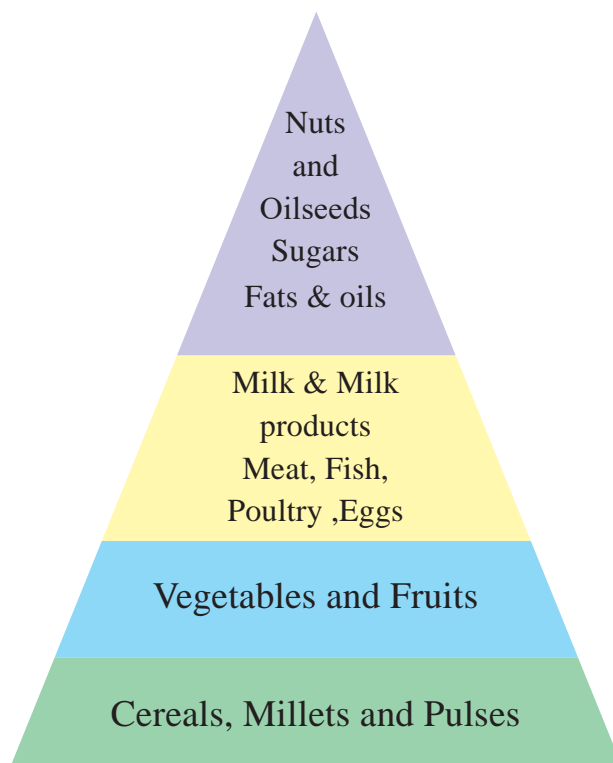 Nuts
and
Oilseeds
Sugars
Fats & oils
Milk & Milk
products
Meat, Fish,
Poultry ,Eggs
Vegetables and Fruits
Cereals, Millets and Pulses